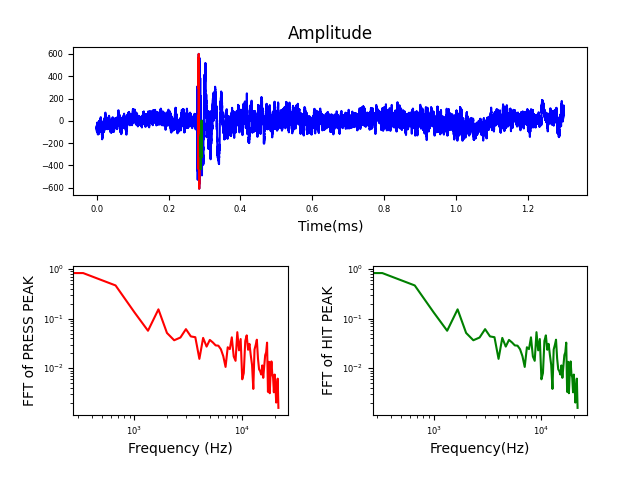 Amplitude
600
400
200
0
−200
−400
−600
0.0 0.2 0.4 0.6 0.8 1.0 1.2
Time(ms)
FFT of PRESS PEAK
10⁰
10⁻¹
10⁻²
10³ 10⁴
Frequency (Hz)
FFT of HIT PEAK
10⁰
10⁻¹
10⁻²
10³ 10⁴
Frequency(Hz)